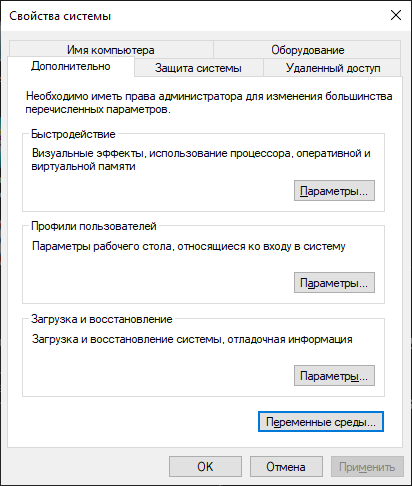 Свойства системы
Имя компьютера
Оборудование
Дополнительно
Защита системы
Удаленный доступ
Необходимо иметь права администратора для изменения большинства
перечисленных параметров.
Быстродействие
Визуальные эффекты, использование процессора, оперативной и
виртуальной памяти
Параметры...
Профили пользователей
Параметры рабочего стола, относящиеся ко входу в систему
Параметры...
Загрузка и восстановление
Загрузка и восстановление системы, отладочная информация
Параметры...
Переменные среды...
ОК
Отмена
Применить